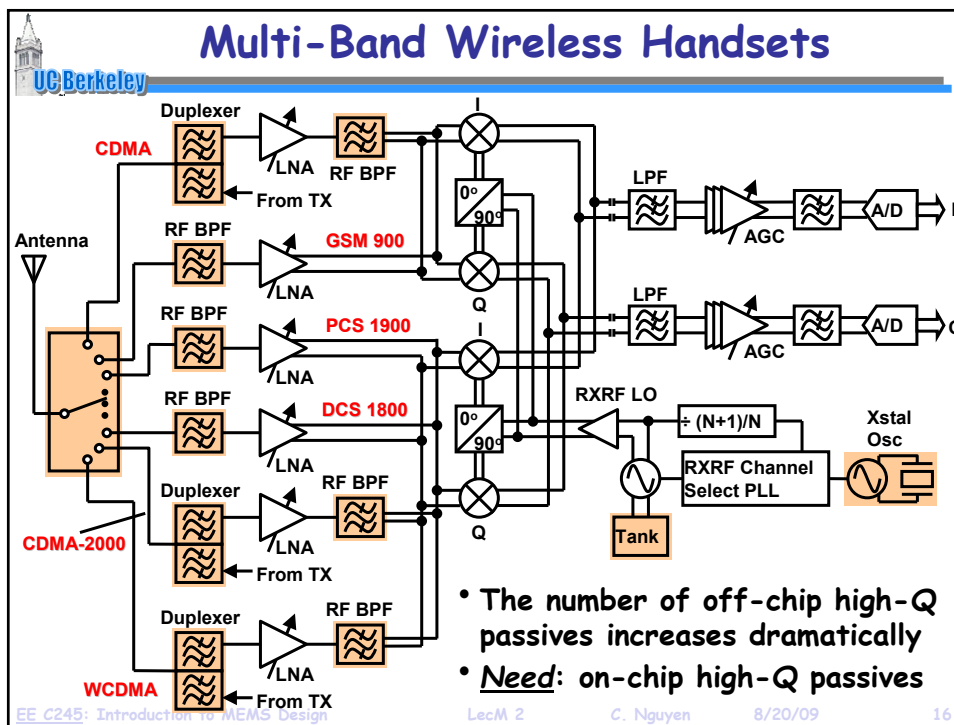 Multi-Band Wireless Handsets
UC Berkeley
Duplexer
CDMA
LNA
From TX
RF BPF
I
0o
90o
LPF
AGC
A/D
I
Antenna
RF BPF
GSM 900
LNA
Q
LPF
AGC
A/D
RF BPF
PCS 1900
LNA
I
RF BPF
DCS 1800
LNA
0o
90o
RXRF LO
÷ (N+1)/N
Xstal
Osc
RXRF Channel
Select PLL
Tank
Q
Duplexer
RF BPF
LNA
CDMA-2000
From TX
Duplexer
RF BPF
LNA
WCDMA
From TX
• The number of off-chip high-Q
passives increases dramatically
• Need: on-chip high-Q passives
EE C245: Introduction to MEMS Design LecM 2 C. Nguyen 8/20/09 16